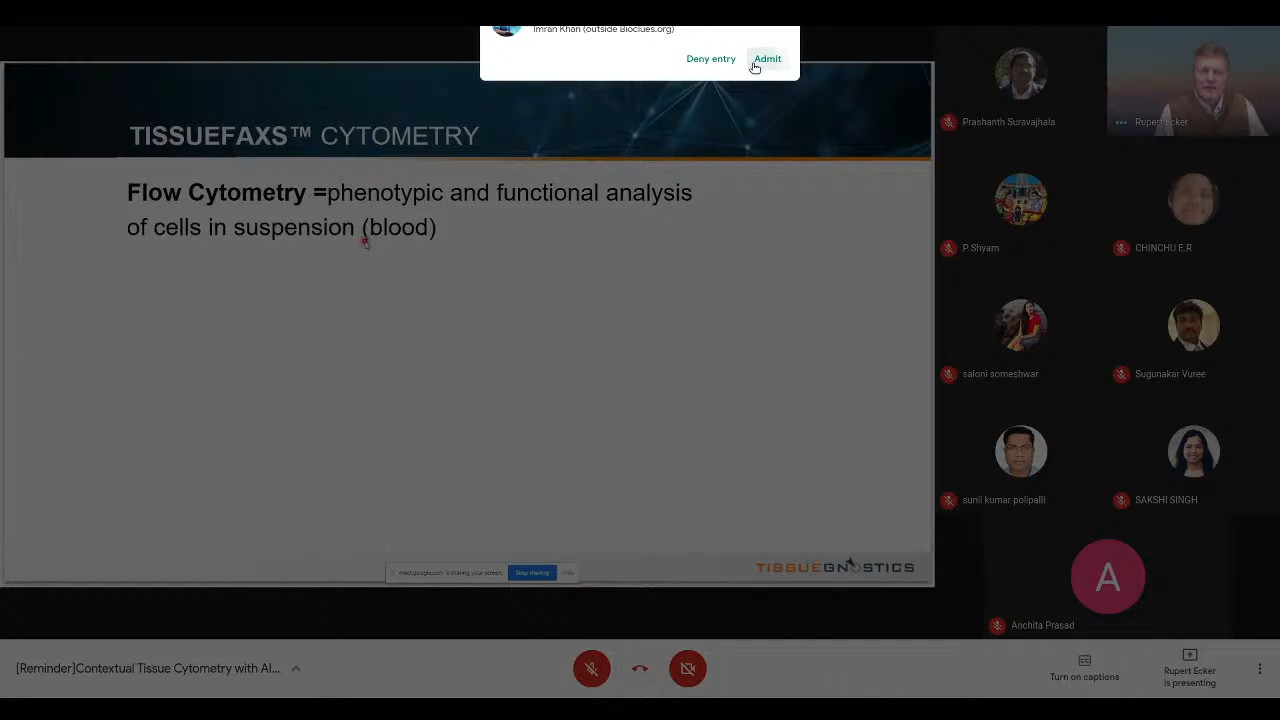 Imran Khan (outside Bioclues.org)
Deny entry
Admit
TISSUEFAXS™ CYTOMETRY
Flow Cytometry =phenotypic and functional analysis
of cells in suspension (blood)
meet.google.com is sharing your screen.
Stop sharing
Hide
TISSUEGNOSTICS
Prashanth Suravajhala
Rupert Ecker
P Shyam
CHINCHU E.R
saloni someshwar
Sugunakar Vuree
sunil kumar polipalli
SAKSHI SINGH
A
Anchita Prasad
[Reminder]Contextual Tissue Cytometry with AI...
Turn on captions
Rupert Ecker
is presenting